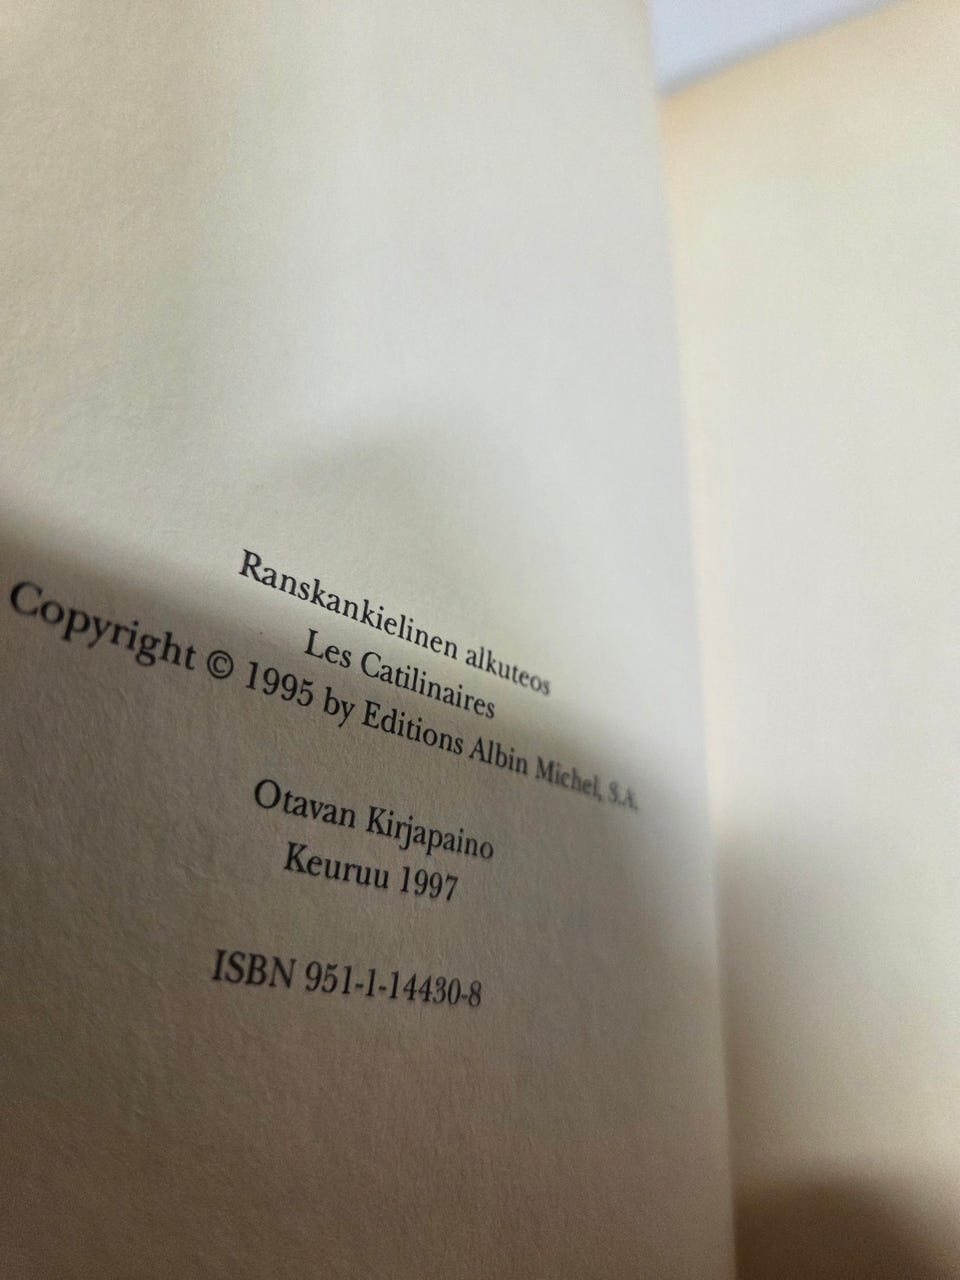 Ranskankielinen alkuteos
Les Catilinaires
Copyright © 1995 by Editions Albin Michel, S.A.
Otavan Kirjapaino
Keuruu 1997
ISBN 951-1-14430-8